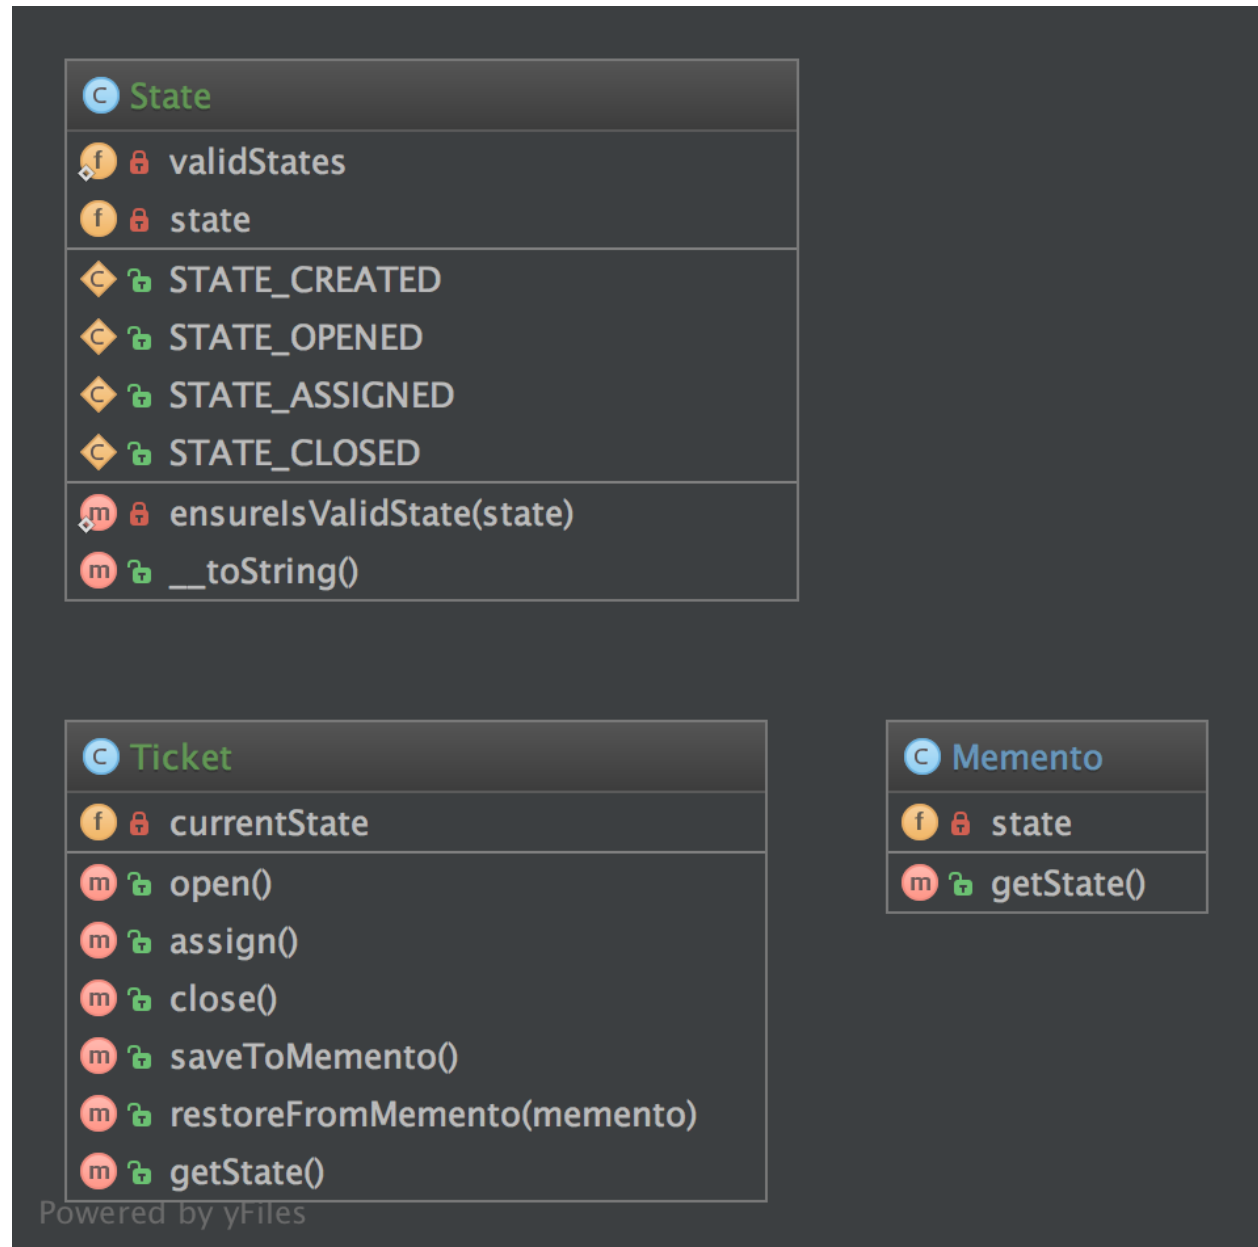 State
validStates
state
STATE_CREATED
STATE_OPENED
STATE_ASSIGNED
STATE_CLOSED
ensureIsValidState(state)
__toString()
Ticket
currentState
open()
assign()
close()
saveToMemento()
restoreFromMemento(memento)
getState()
Memento
state
getState()
Powered by yFiles